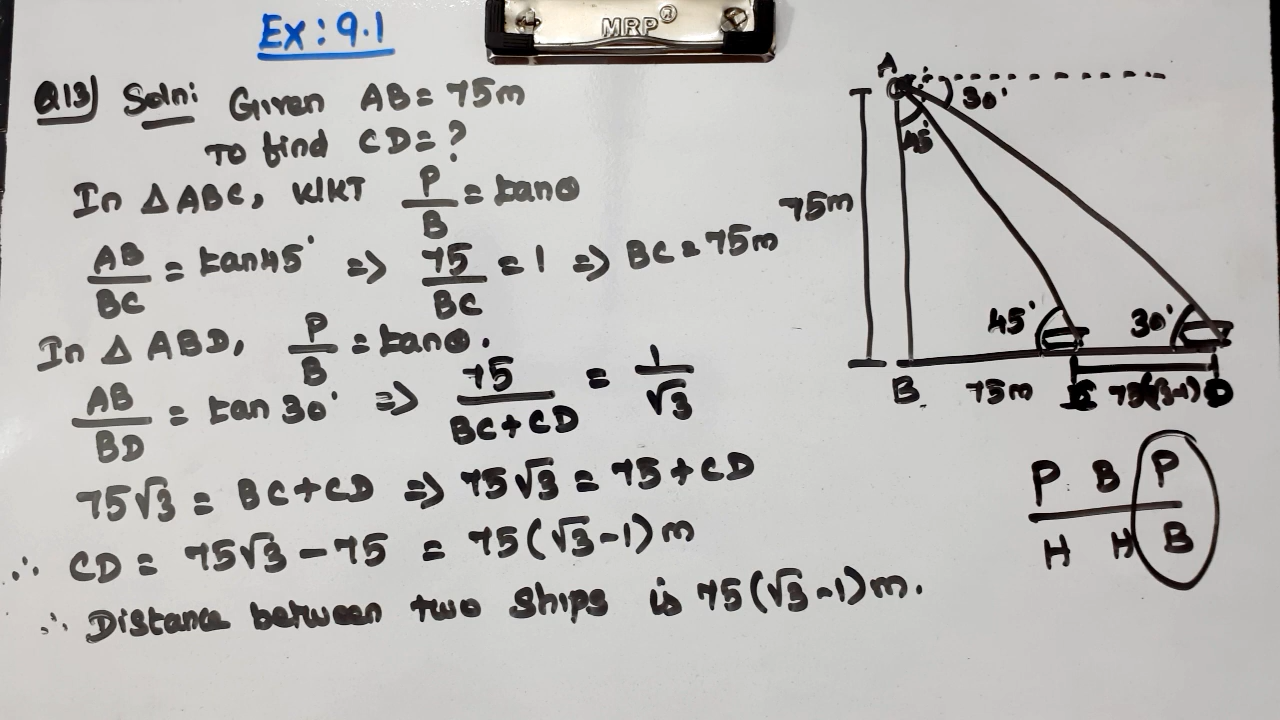 Ex: 9.1
MRP®
Q13) Soln: Given AB = 75m
To find CD = ?
In △ ABC, WKT P/B = tanθ
AB/BC = tan45° => 75/BC = 1 => BC = 75m
In △ ABD, P/B = tanθ.
AB/BD = tan 30° => 75/(BC+CD) = 1/√3
75√3 = BC+CD => 75√3 = 75+CD
∴ CD = 75√3 - 75 = 75(√3-1)m
∴ Distance between two ships is 75(√3-1)m.
A
30°
45°
75m
45° 30°
B 75m C 75(√3-1) D
P B P
H H B